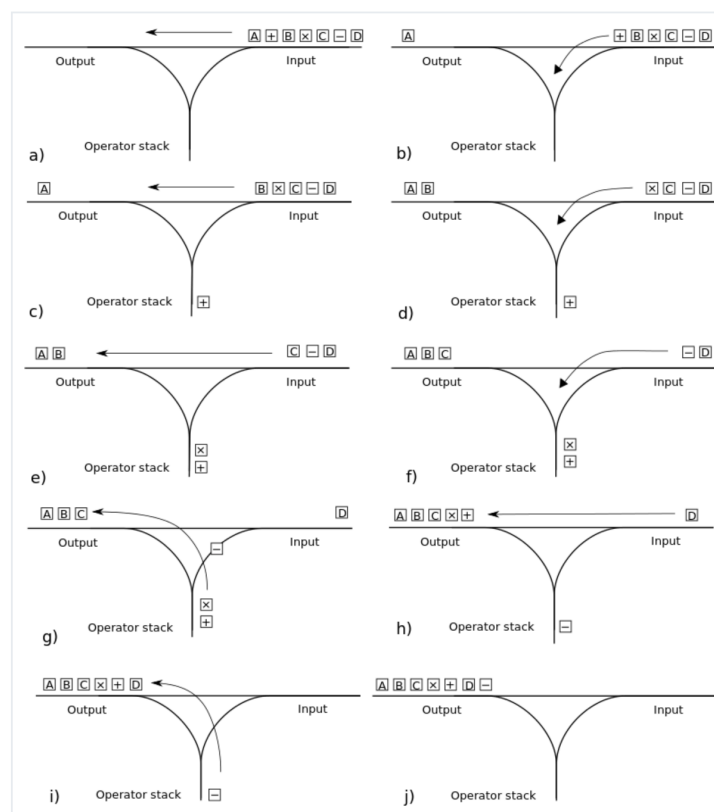 A + B × C − D
Output Input
Operator stack
a)
A + B × C − D
Output Input
Operator stack
b)
A B × C − D
Output Input
Operator stack +
c)
A B × C − D
Output Input
Operator stack +
d)
A B C − D
Output Input
×
Operator stack +
e)
A B C − D
Output Input
×
Operator stack +
f)
A B C D
Output − Input
×
Operator stack +
g)
A B C × + D
Output Input
Operator stack −
h)
A B C × + D
Output Input
Operator stack −
i)
A B C × + D −
Output
Operator stack
j)